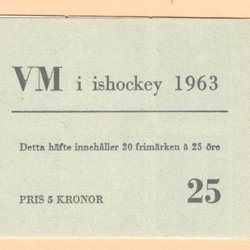 VM i ishockey 1963
Detta häfte innehåller 20 frimärken à 25 öre
PRIS 5 KRONOR 25